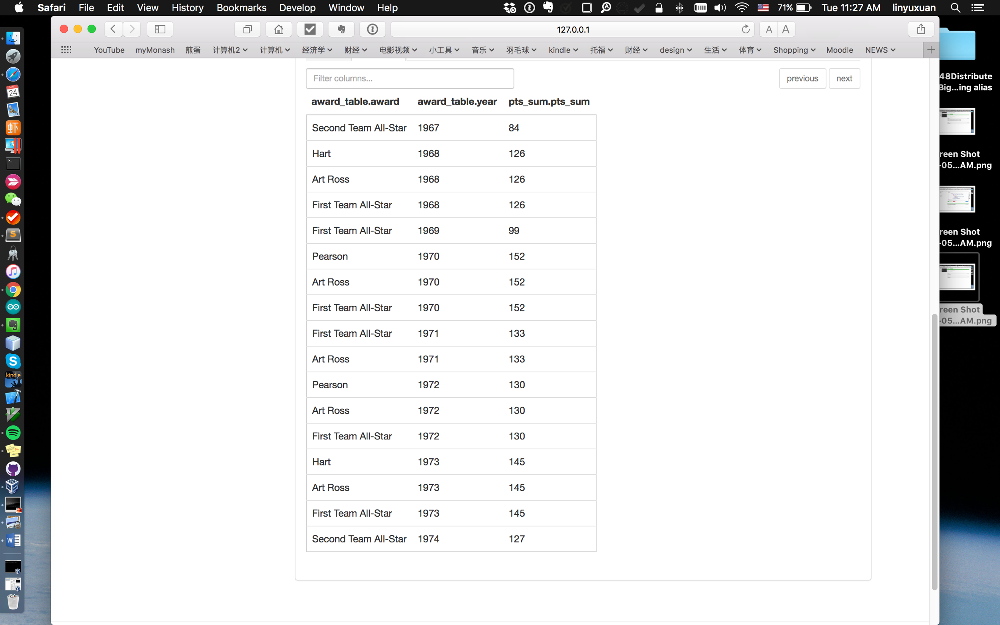 Safari File Edit View History Bookmarks Develop Window Help 71% Tue 11:27 AM linyuxuan
127.0.0.1 A A
YouTube myMonash 煎蛋 计算机2 计算机 经济学 财经 电影视频 小工具 音乐 羽毛球 kindle 托福 财经 design 生活 体育 Shopping Moodle NEWS
Filter columns... previous next
award_table.award award_table.year pts_sum.pts_sum
Second Team All-Star 1967 84
Hart 1968 126
Art Ross 1968 126
First Team All-Star 1968 126
First Team All-Star 1969 99
Pearson 1970 152
Art Ross 1970 152
First Team All-Star 1970 152
First Team All-Star 1971 133
Art Ross 1971 133
Pearson 1972 130
Art Ross 1972 130
First Team All-Star 1972 130
Hart 1973 145
Art Ross 1973 145
First Team All-Star 1973 145
Second Team All-Star 1974 127
48Distribute
Big...ing alias
reen Shot
-05...AM.png
reen Shot
-05...AM.png
reen Shot
-05...AM.png
MAY
24
虾
S
S
kindle
W